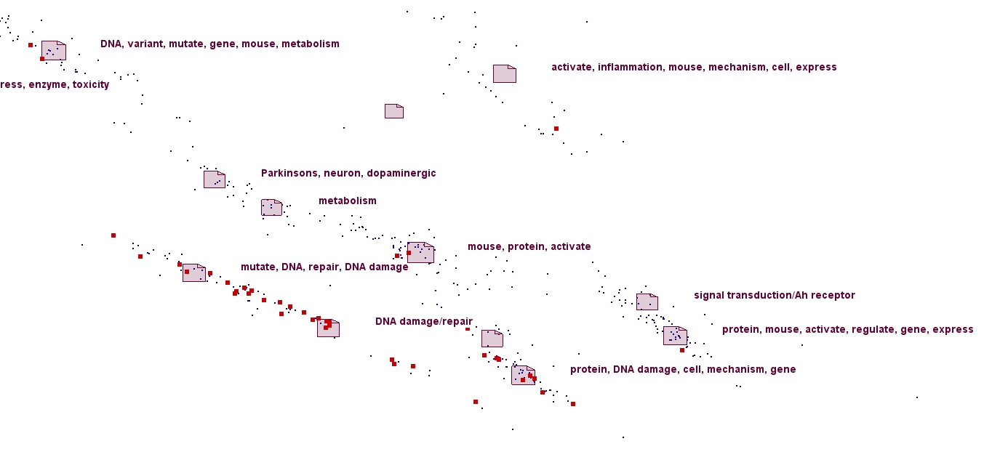 DNA, variant, mutate, gene, mouse, metabolism
activate, inflammation, mouse, mechanism, cell, express
ress, enzyme, toxicity
Parkinsons, neuron, dopaminergic
metabolism
mouse, protein, activate
mutate, DNA, repair, DNA damage
signal transduction/Ah receptor
DNA damage/repair
protein, mouse, activate, regulate, gene, express
protein, DNA damage, cell, mechanism, gene